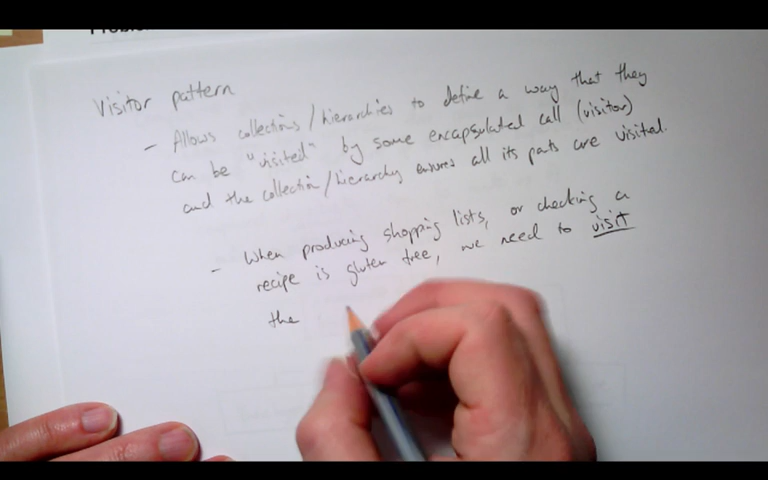 Visitor pattern
- Allows collections/hierarchies to define a way that they
can be "visited" by some encapsulated call (visitor)
and the collection/hierarchy ensures all its parts are visited.
- When producing shopping lists, or checking a
recipe is gluten free, we need to visit
the